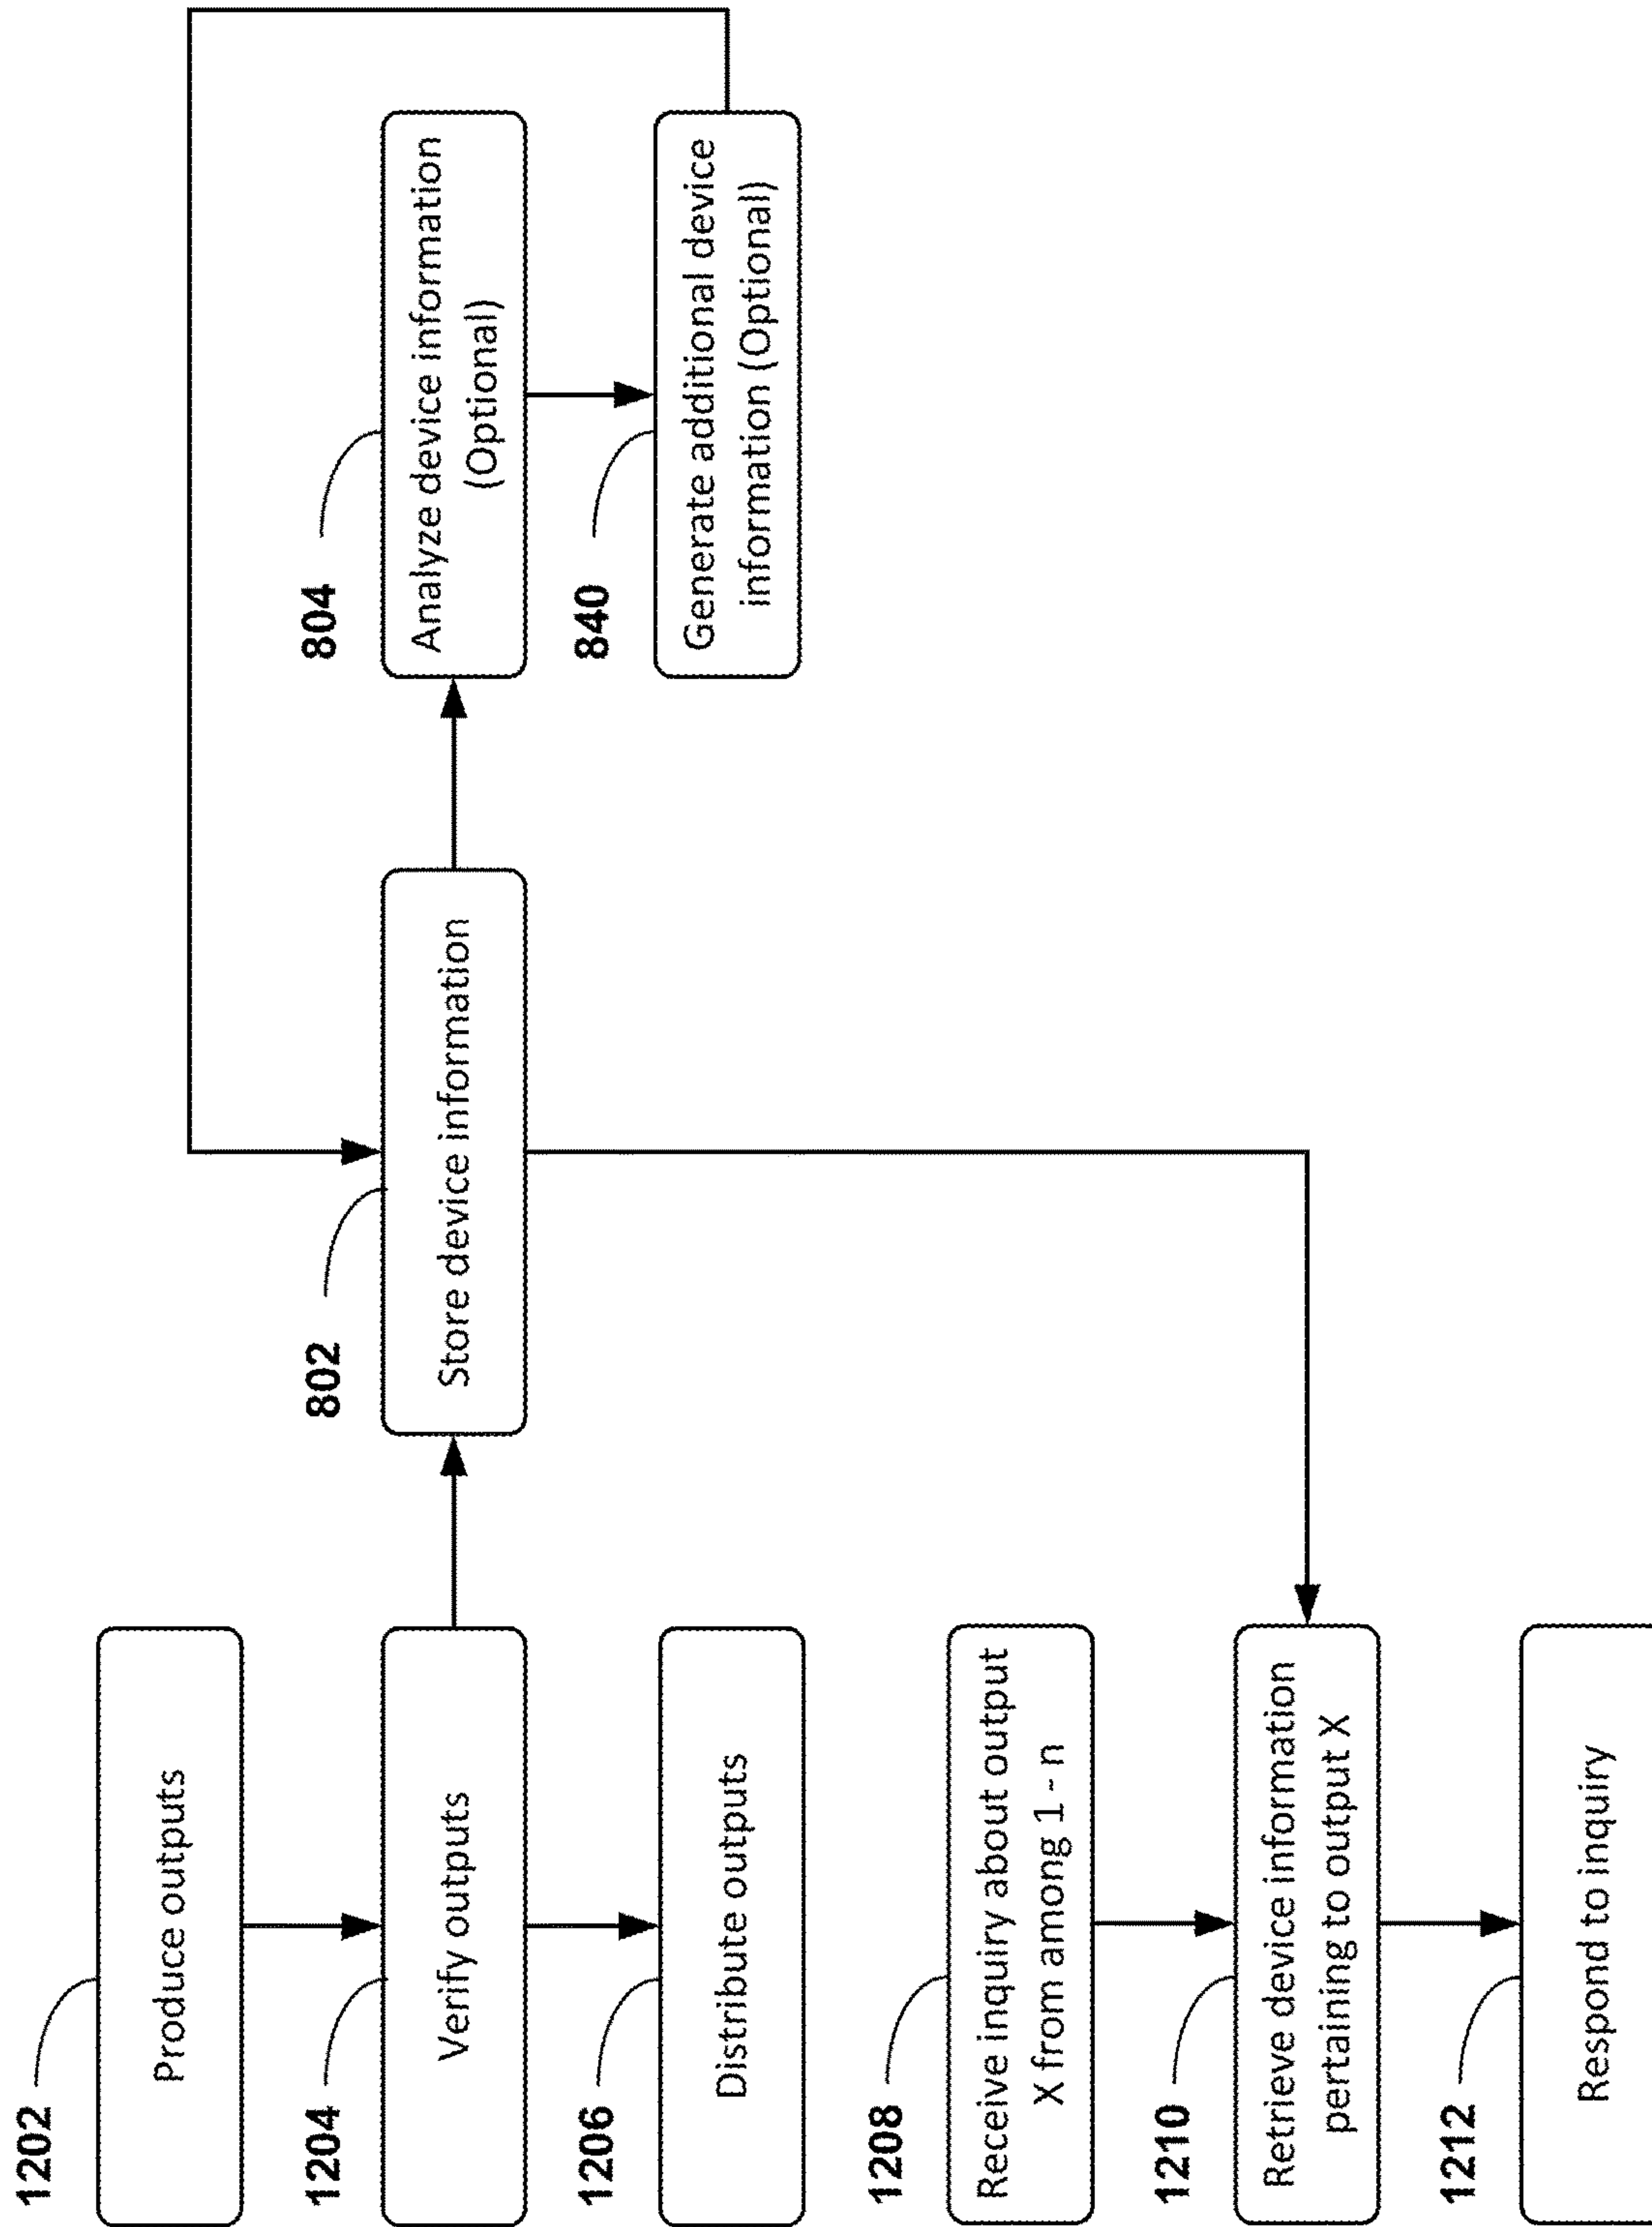 1202
Produce outputs
1204
Verify outputs
1206
Distribute outputs
802
Store device information
804
Analyze device information
(Optional)
840
Generate additional device
information (Optional)
1208
Receive inquiry about output
X from among 1 - n
1210
Retrieve device information
pertaining to output X
1212
Respond to inquiry